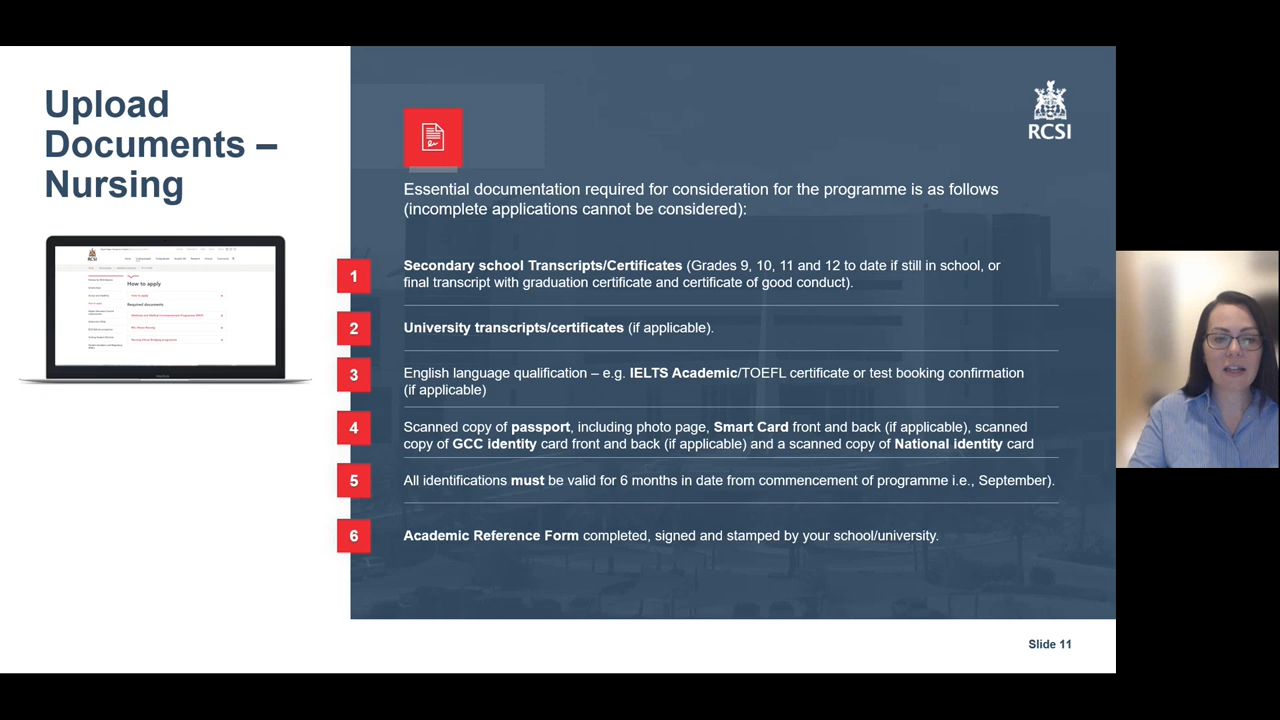 Upload
Documents –
Nursing
RCSI
Essential documentation required for consideration for the programme is as follows
(incomplete applications cannot be considered):
1
Secondary school transcripts/Certificates (Grades 9, 10, 11 and 12 to date if still in school, or
final transcript with graduation certificate and certificate of good conduct).
2
University transcripts/certificates (if applicable).
3
English language qualification – e.g. IELTS Academic/TOEFL certificate or test booking confirmation
(if applicable)
4
Scanned copy of passport, including photo page, Smart Card front and back (if applicable), scanned
copy of GCC identity card front and back (if applicable) and a scanned copy of National identity card
5
All identifications must be valid for 6 months in date from commencement of programme i.e., September).
6
Academic Reference Form completed, signed and stamped by your school/university.
RCSI
How to apply
How to apply
Required documents
Slide 11